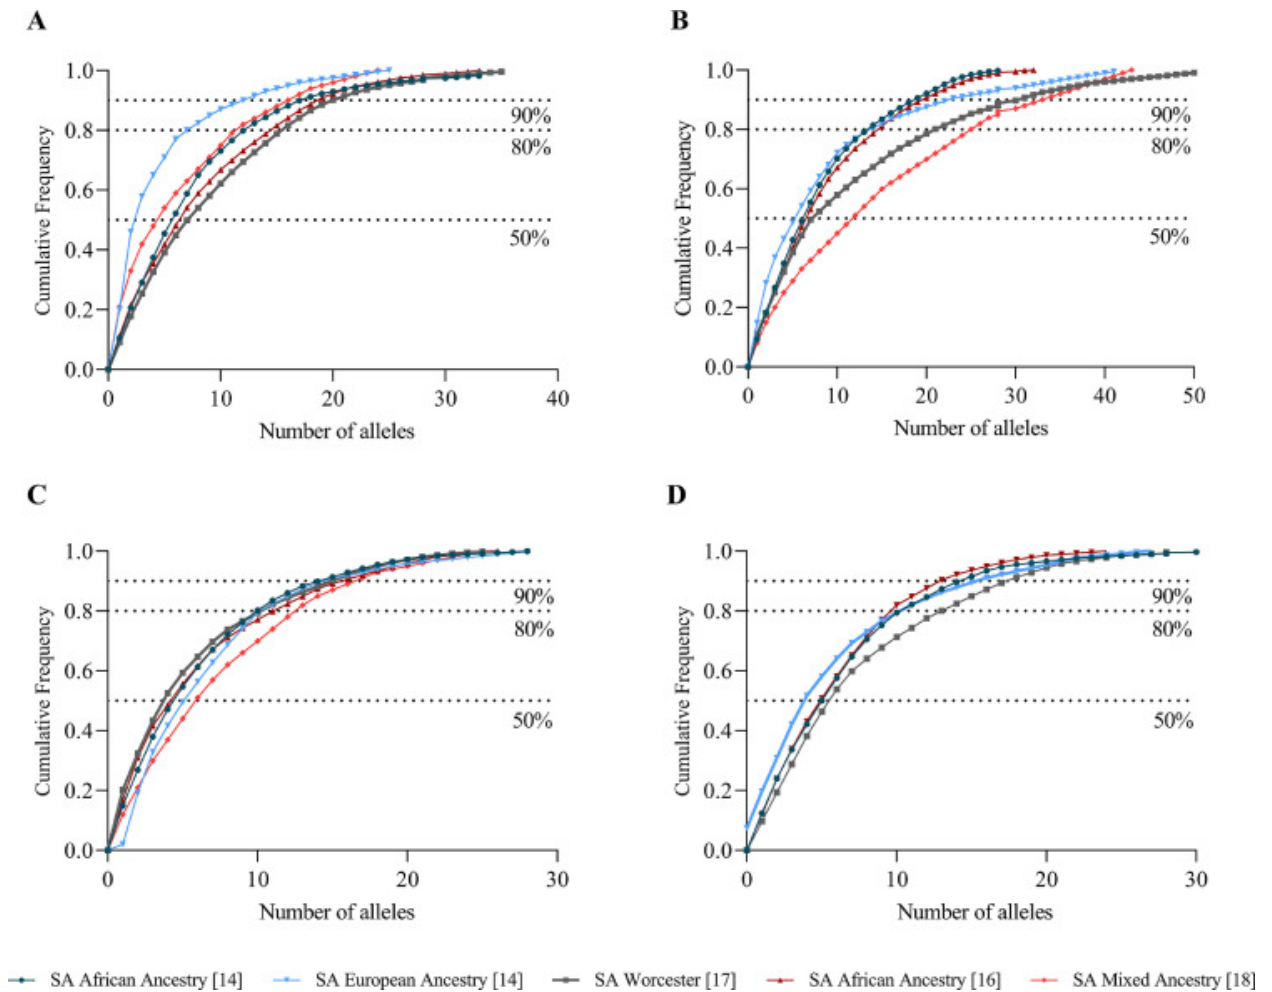 A
1.0
0.8
0.6
0.4
0.2
0.0
Cumulative Frequency
90%
80%
50%
0 10 20 30 40
Number of alleles
B
1.0
0.8
0.6
0.4
0.2
0.0
Cumulative Frequency
90%
80%
50%
0 10 20 30 40 50
Number of alleles
C
1.0
0.8
0.6
0.4
0.2
0.0
Cumulative Frequency
90%
80%
50%
0 10 20 30
Number of alleles
D
1.0
0.8
0.6
0.4
0.2
0.0
Cumulative Frequency
90%
80%
50%
0 10 20 30
Number of alleles
SA African Ancestry [14] SA European Ancestry [14] SA Worcester [17] SA African Ancestry [16] SA Mixed Ancestry [18]